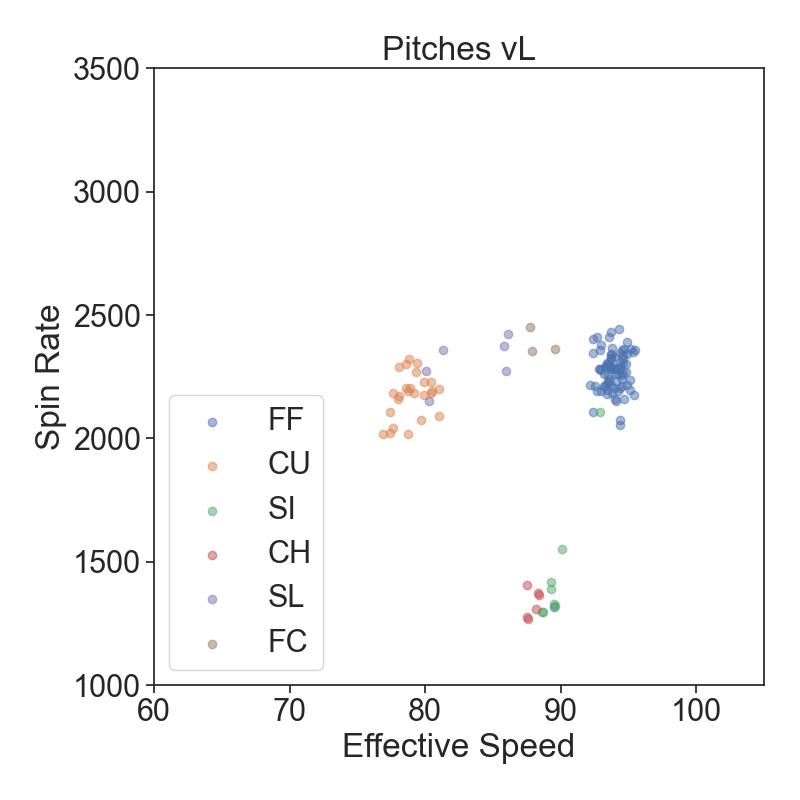 Pitches vL
3500
3000
2500
2000
1500
1000
Spin Rate
FF
CU
SI
CH
SL
FC
60 70 80 90 100
Effective Speed